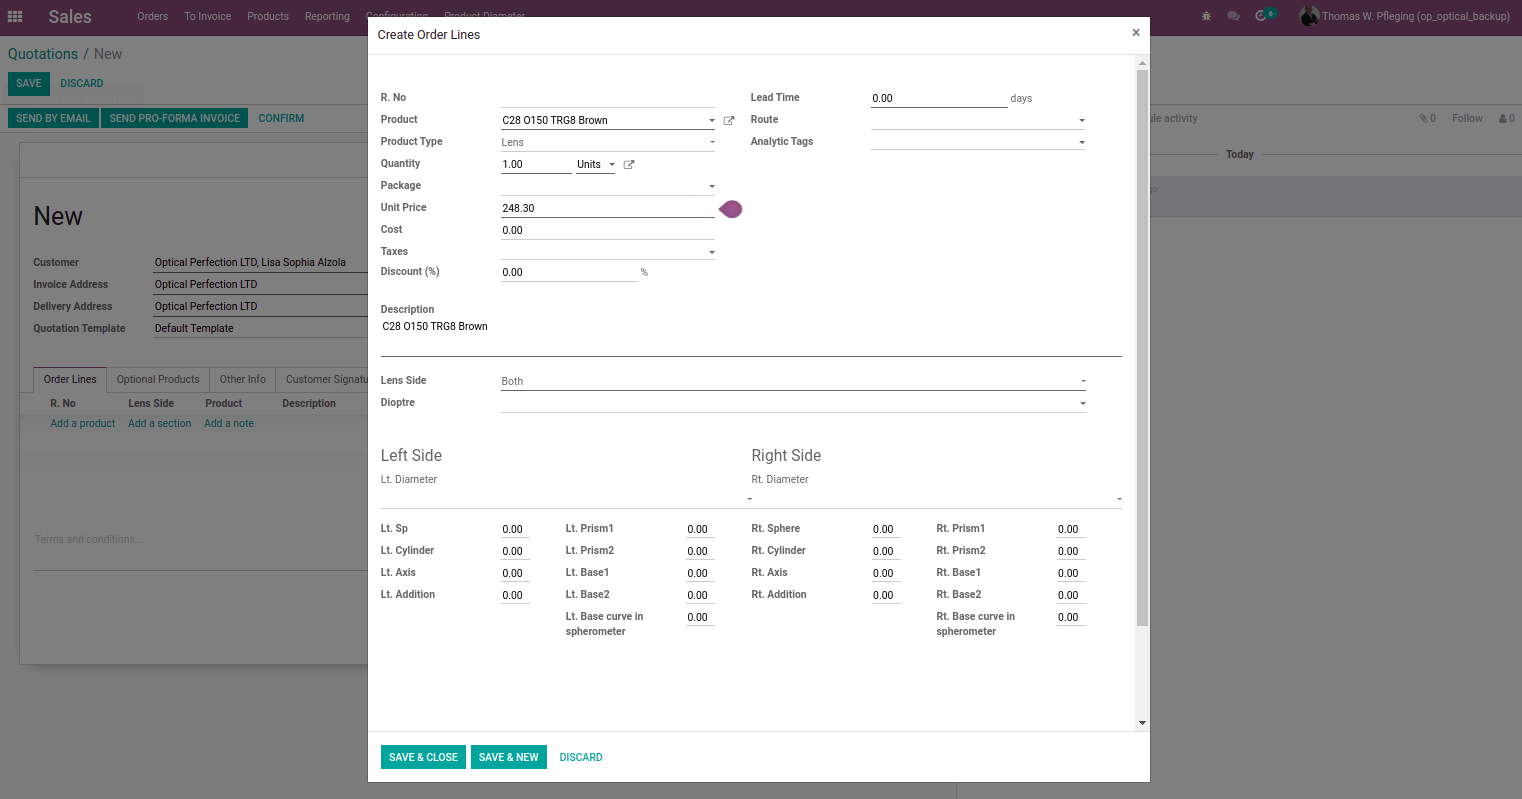 Sales Orders To Invoice Products Reporting Configuration Product Diameter 6 Thomas W. Pfleging (op_optical_backup)
Quotations / New
SAVE DISCARD
SEND BY EMAIL SEND PRO-FORMA INVOICE CONFIRM
ule activity 0 Follow 0
Today
New
Customer Optical Perfection LTD, Lisa Sophia Alzola
Invoice Address Optical Perfection LTD
Delivery Address Optical Perfection LTD
Quotation Template Default Template
Order Lines Optional Products Other Info Customer Signatu
R. No Lens Side Product Description
Add a product Add a section Add a note
Terms and conditions...
Create Order Lines ×
R. No
Product C28 O150 TRG8 Brown
Product Type Lens
Quantity 1.00 Units
Package
Unit Price 248.30
Cost 0.00
Taxes
Discount (%) 0.00 %
Lead Time 0.00 days
Route
Analytic Tags
Description
C28 O150 TRG8 Brown
Lens Side Both
Dioptre
Left Side
Lt. Diameter
Lt. Sp 0.00 Lt. Prism1 0.00
Lt. Cylinder 0.00 Lt. Prism2 0.00
Lt. Axis 0.00 Lt. Base1 0.00
Lt. Addition 0.00 Lt. Base2 0.00
Lt. Base curve in 0.00
spherometer
Right Side
Rt. Diameter
Rt. Sphere 0.00 Rt. Prism1 0.00
Rt. Cylinder 0.00 Rt. Prism2 0.00
Rt. Axis 0.00 Rt. Base1 0.00
Rt. Addition 0.00 Rt. Base2 0.00
Rt. Base curve in 0.00
spherometer
SAVE & CLOSE SAVE & NEW DISCARD